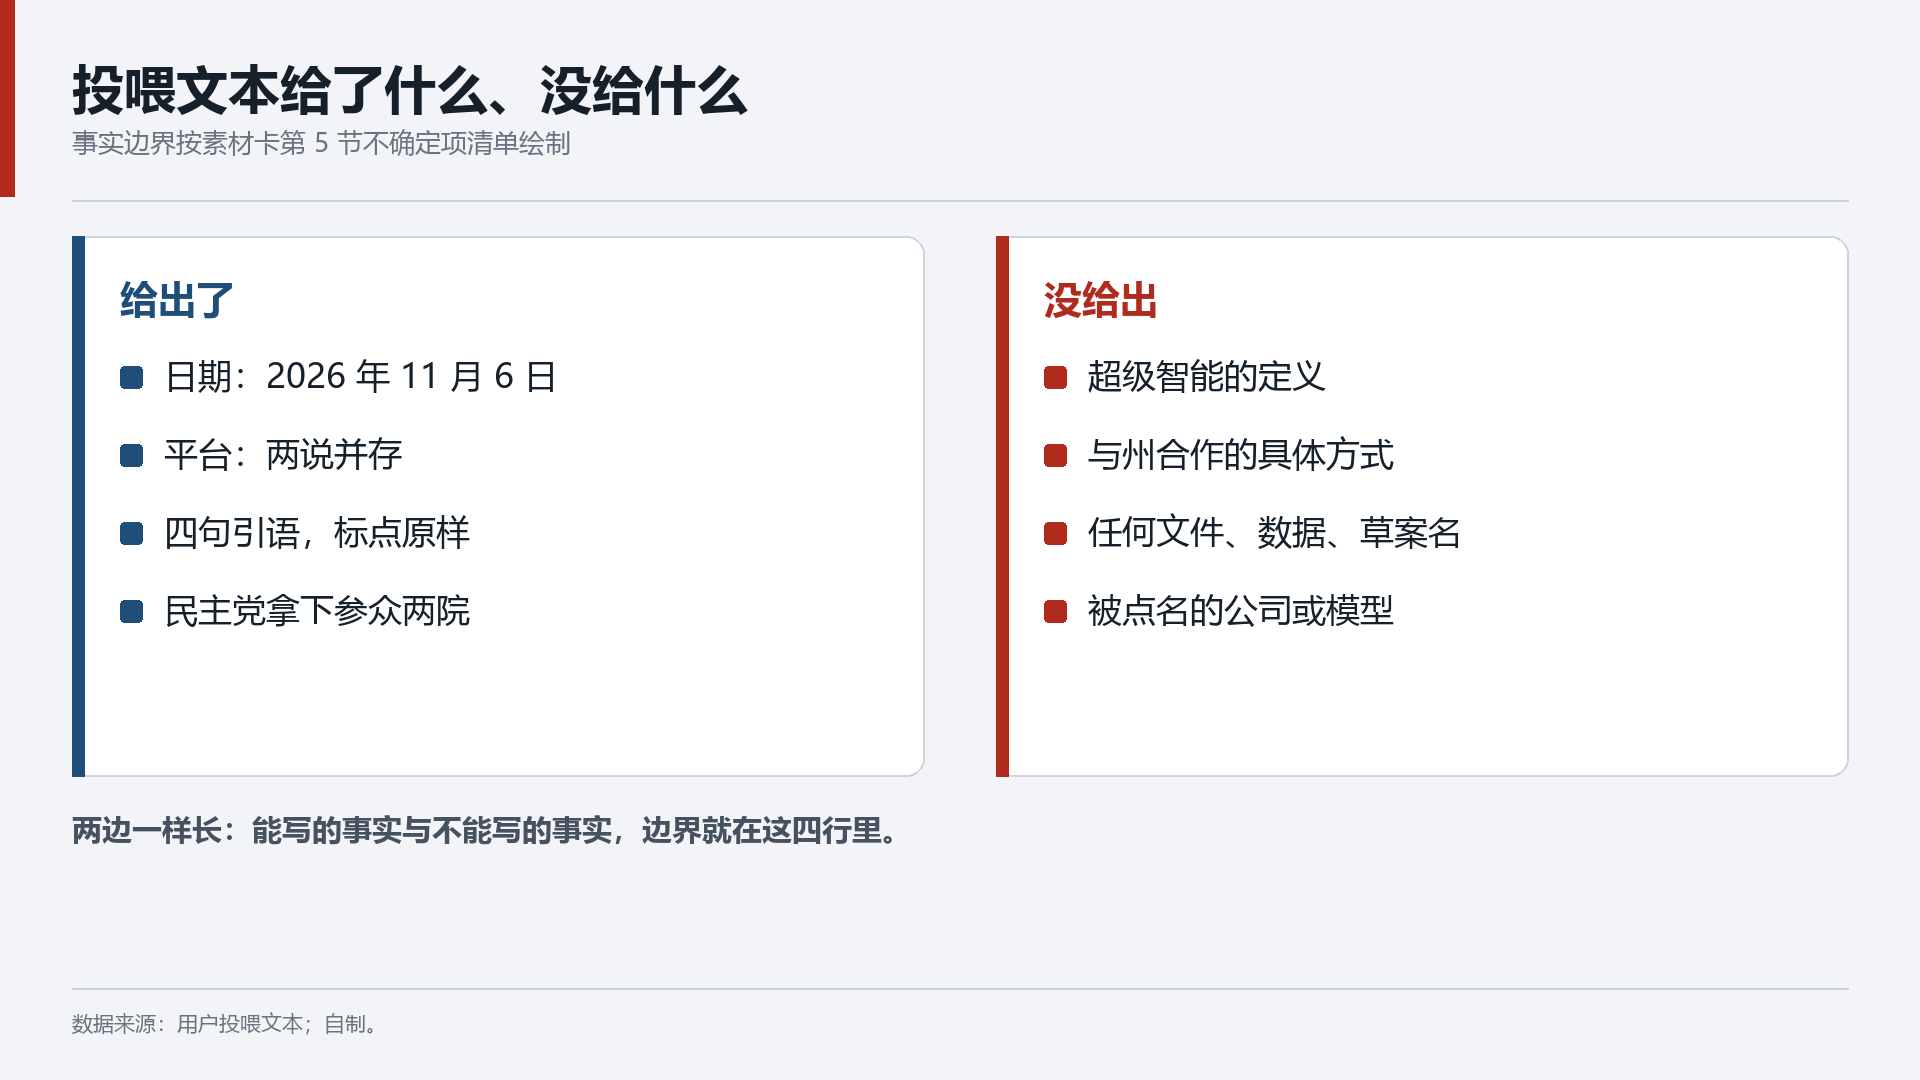 投喂文本给了什么、没给什么
事实边界按素材卡第 5 节不确定项清单绘制
给出了
日期：2026 年 11 月 6 日
平台：两说并存
四句引语，标点原样
民主党拿下参众两院
没给出
超级智能的定义
与州合作的具体方式
任何文件、数据、草案名
被点名的公司或模型
两边一样长：能写的事实与不能写的事实，边界就在这四行里。
数据来源：用户投喂文本；自制。